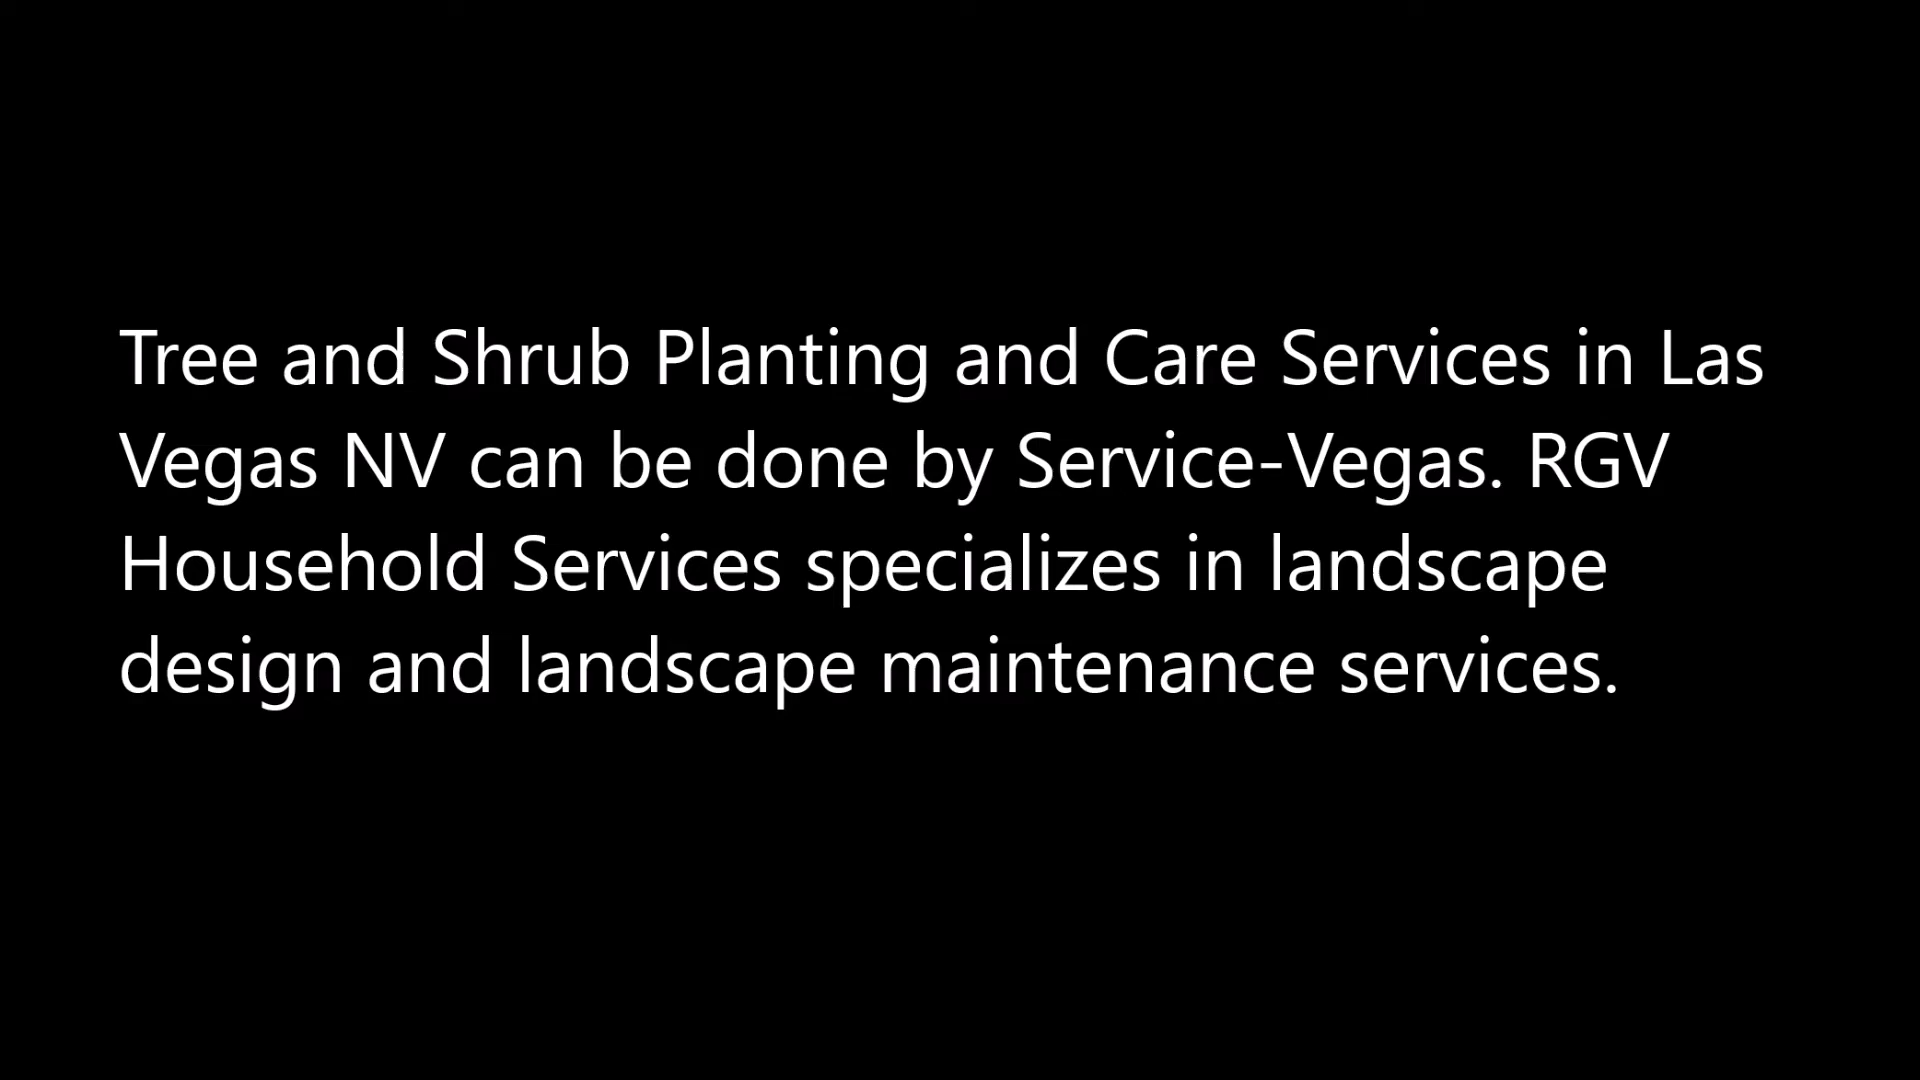 Tree and Shrub Planting and Care Services in Las
Vegas NV can be done by Service-Vegas. RGV
Household Services specializes in landscape
design and landscape maintenance services.